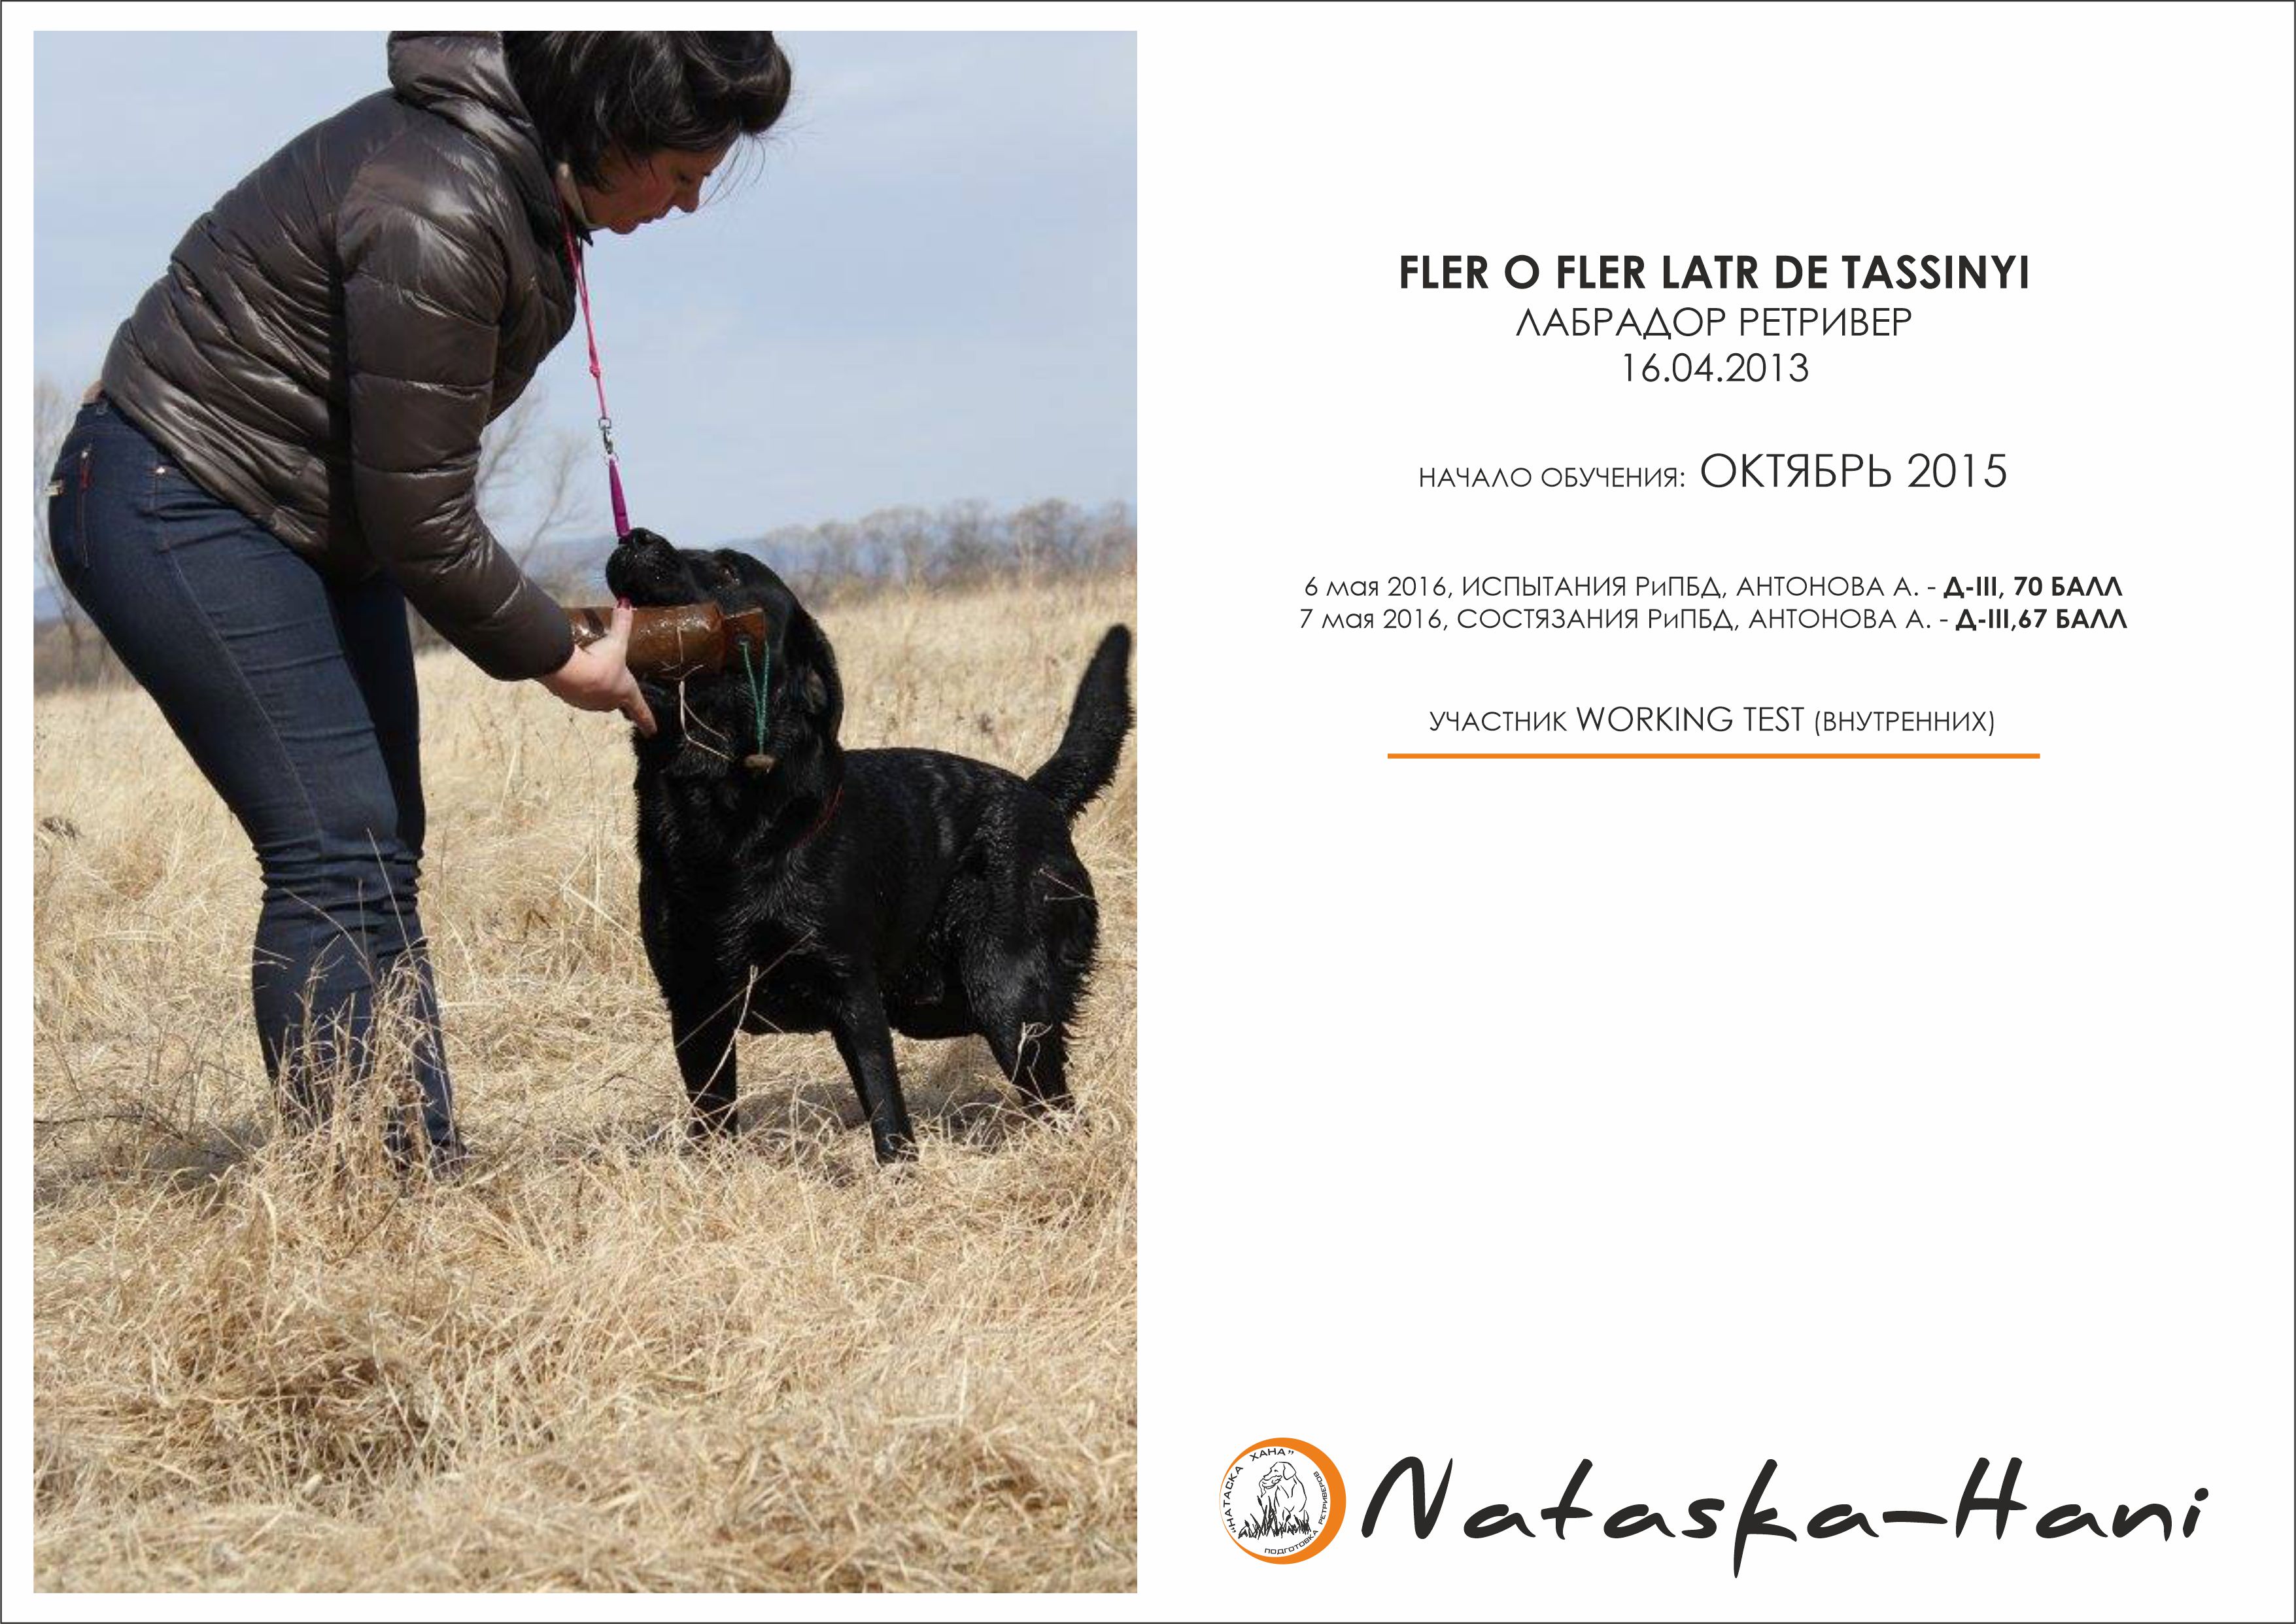 FLER O FLER LATR DE TASSINYI
ЛАБРАДОР РЕТРИВЕР
16.04.2013
НАЧАЛО ОБУЧЕНИЯ: ОКТЯБРЬ 2015
6 мая 2016, ИСПЫТАНИЯ РиПБД, АНТОНОВА А. - Д-III, 70 БАЛЛ
7 мая 2016, СОСТЯЗАНИЯ РиПБД, АНТОНОВА А. - Д-III,67 БАЛЛ
УЧАСТНИК WORKING TEST (ВНУТРЕННИХ)
"НАТАСКА ХАНА"
ПОДГОТОВКА РЕТРИВЕРОВ
Nataska-Hani